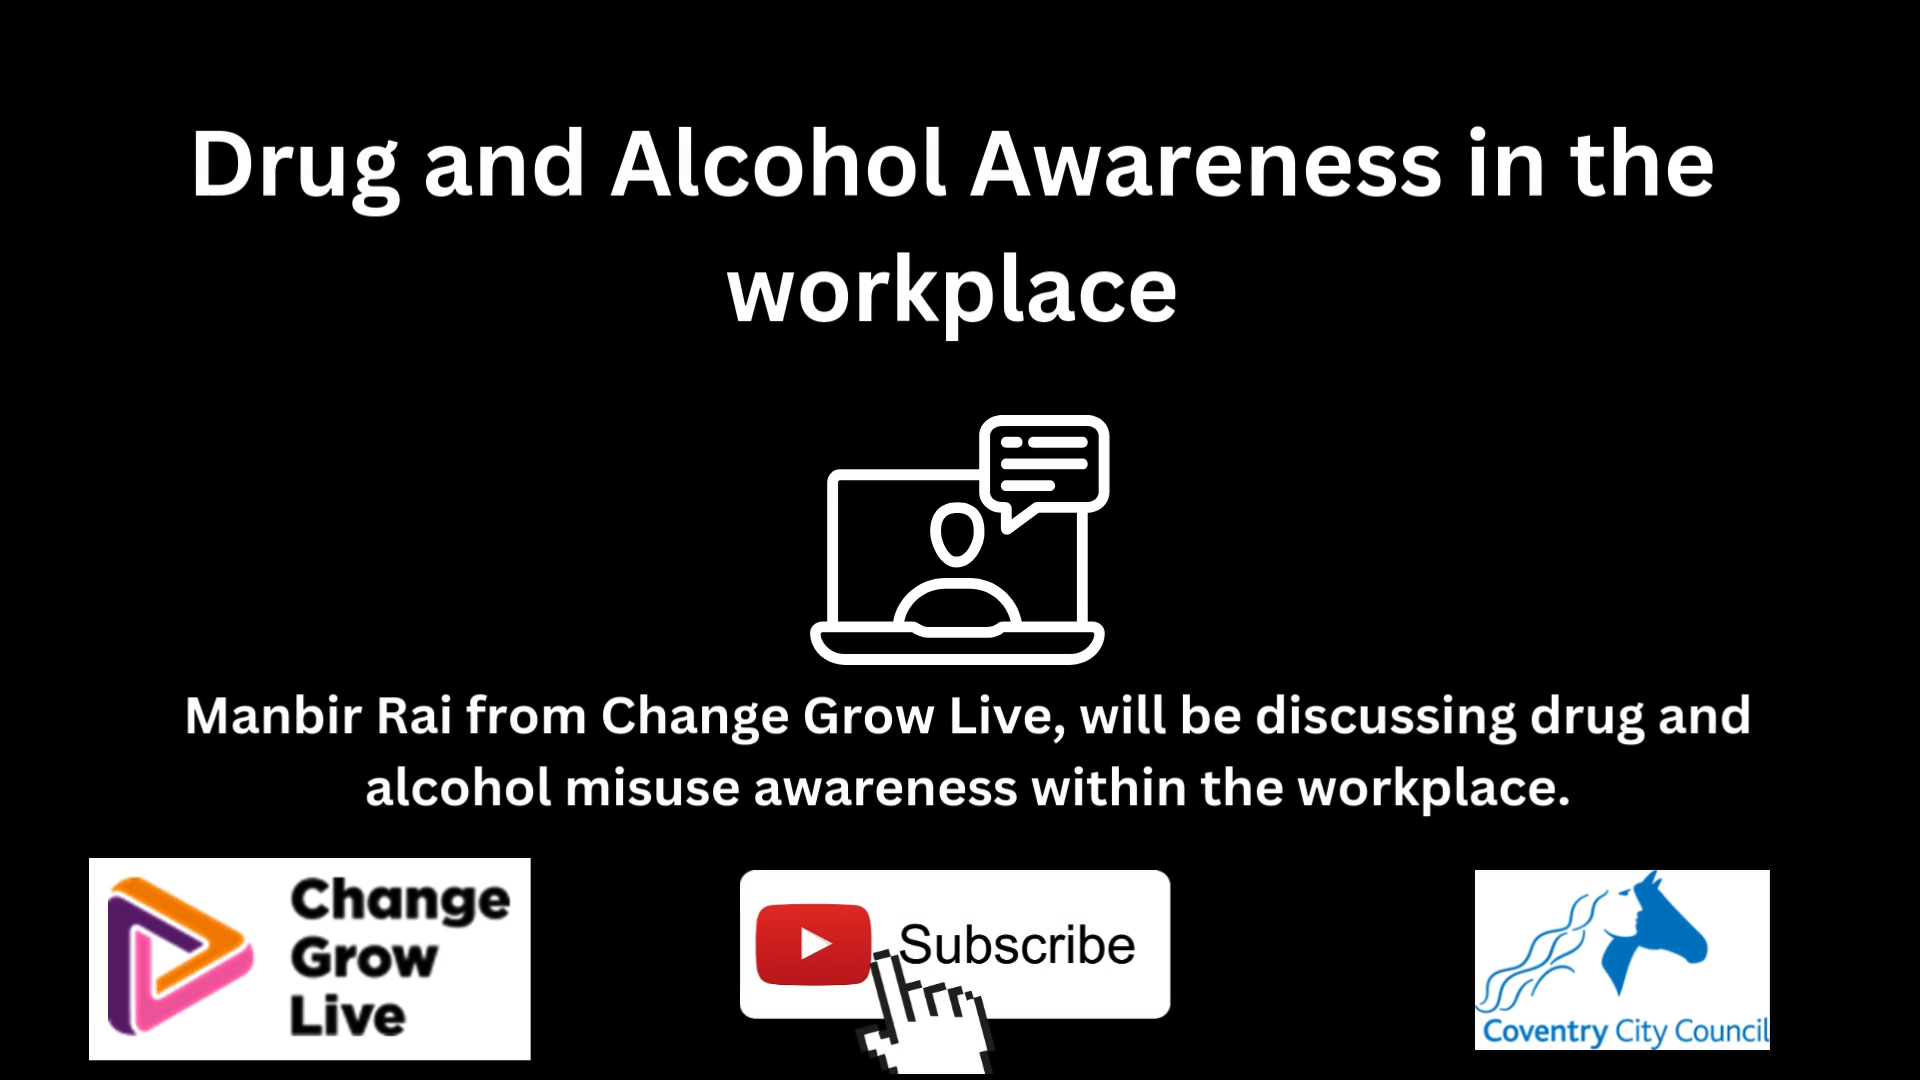 Drug and Alcohol Awareness in the
workplace
Manbir Rai from Change Grow Live, will be discussing drug and
alcohol misuse awareness within the workplace.
Change
Grow
Live
Subscribe
Coventry City Council